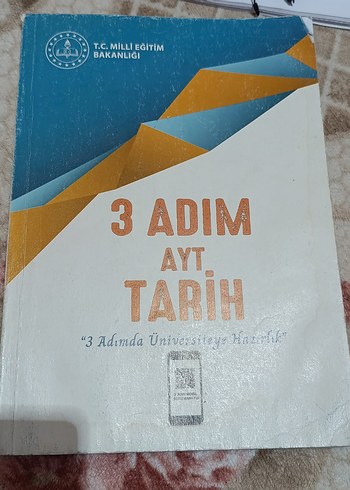 T.C. MİLLÎ EĞİTİM
BAKANLIĞI
3 ADIM
AYT
TARİH
"3 Adımda Üniversiteye Hazırlık"